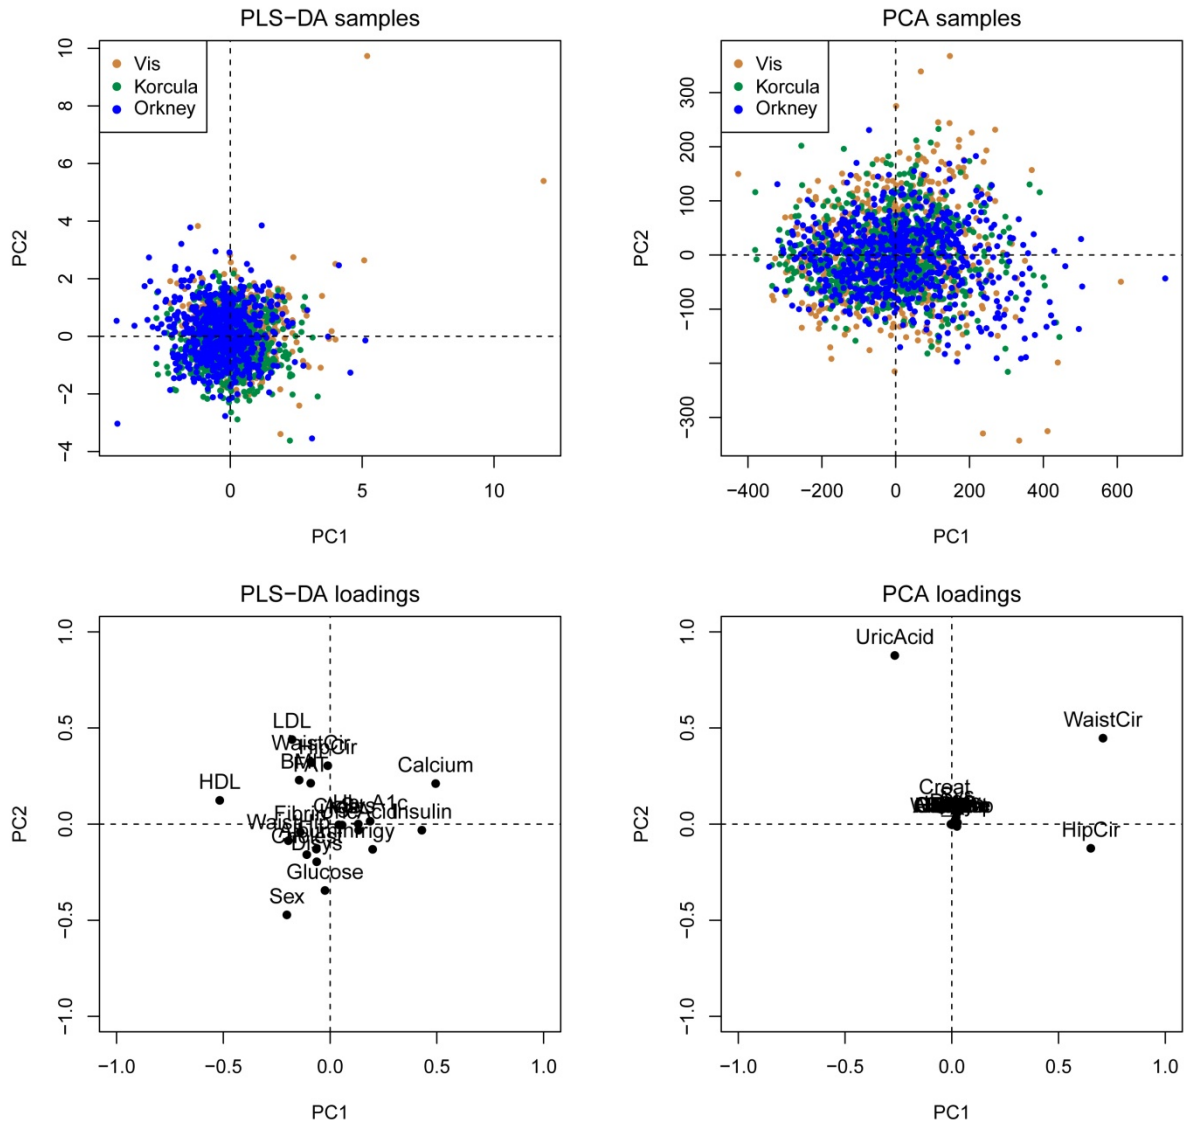 PLS−DA samples
Vis
Korcula
Orkney
10
8
6
4
2
0
−2
−4
PC2
0 5 10
PC1
PCA samples
Vis
Korcula
Orkney
300
200
100
0
−100
−300
PC2
−400 −200 0 200 400 600
PC1
PLS−DA loadings
1.0
0.5
0.0
−0.5
−1.0
PC2
LDL
WaistCir
HipCir
HDL
Calcium
Insulin
Glucose
Sex
−1.0 −0.5 0.0 0.5 1.0
PC1
PCA loadings
1.0
0.5
0.0
−0.5
−1.0
PC2
UricAcid
WaistCir
Creat
HipCir
−1.0 −0.5 0.0 0.5 1.0
PC1